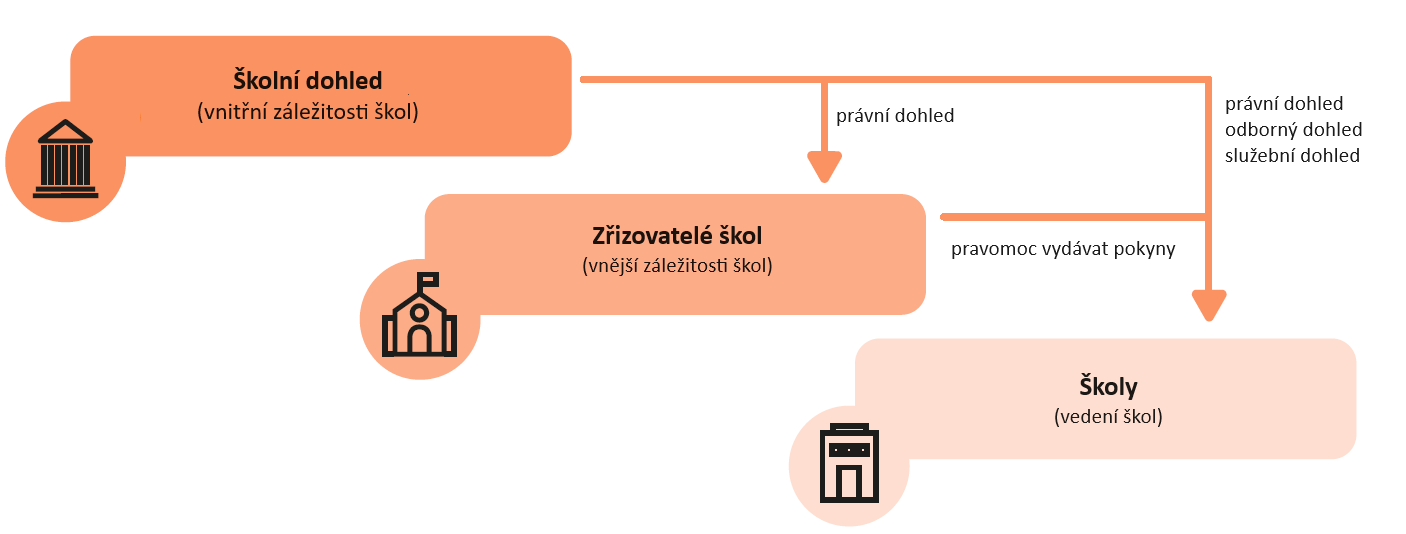 Školní dohled
(vnitřní záležitosti škol)
právní dohled
právní dohled
odborný dohled
služební dohled
Zřizovatelé škol
(vnější záležitosti škol)
pravomoc vydávat pokyny
Školy
(vedení škol)